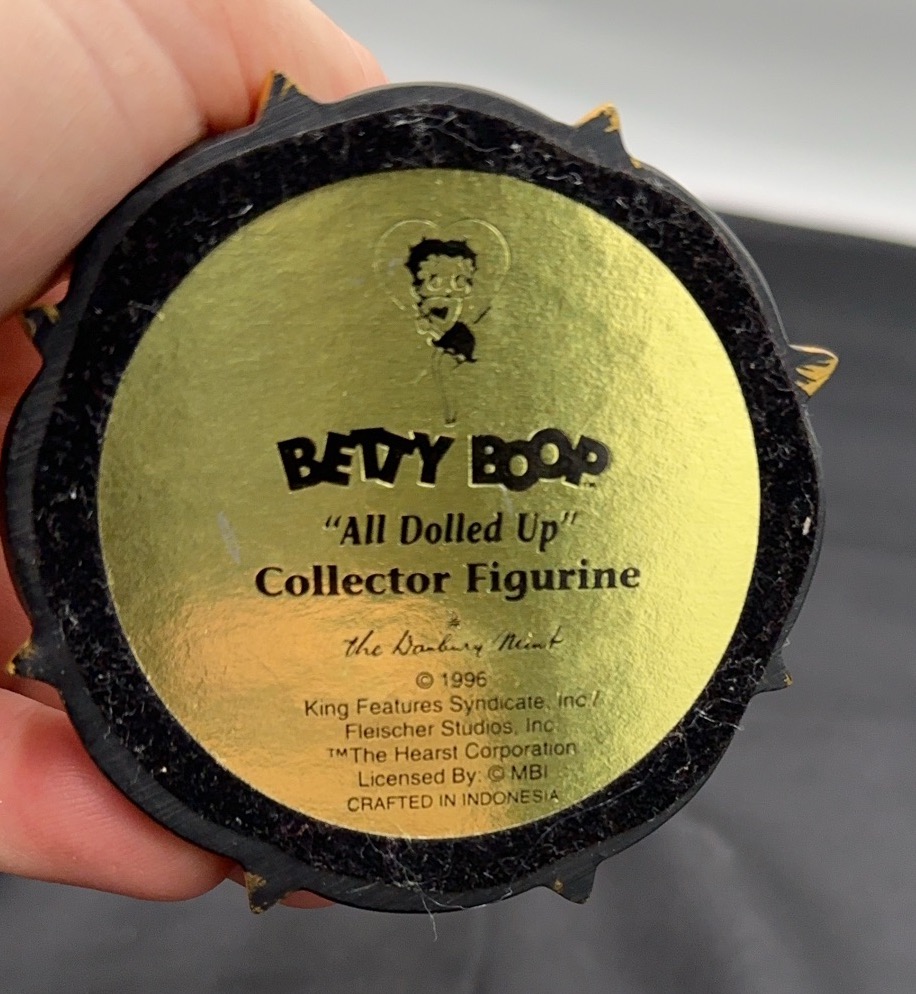 BETTY BOOP™
"All Dolled Up"
Collector Figurine
the Danbury Mint
© 1996
King Features Syndicate, Inc./
Fleischer Studios, Inc.
™The Hearst Corporation
Licensed By: © MBI
CRAFTED IN INDONESIA